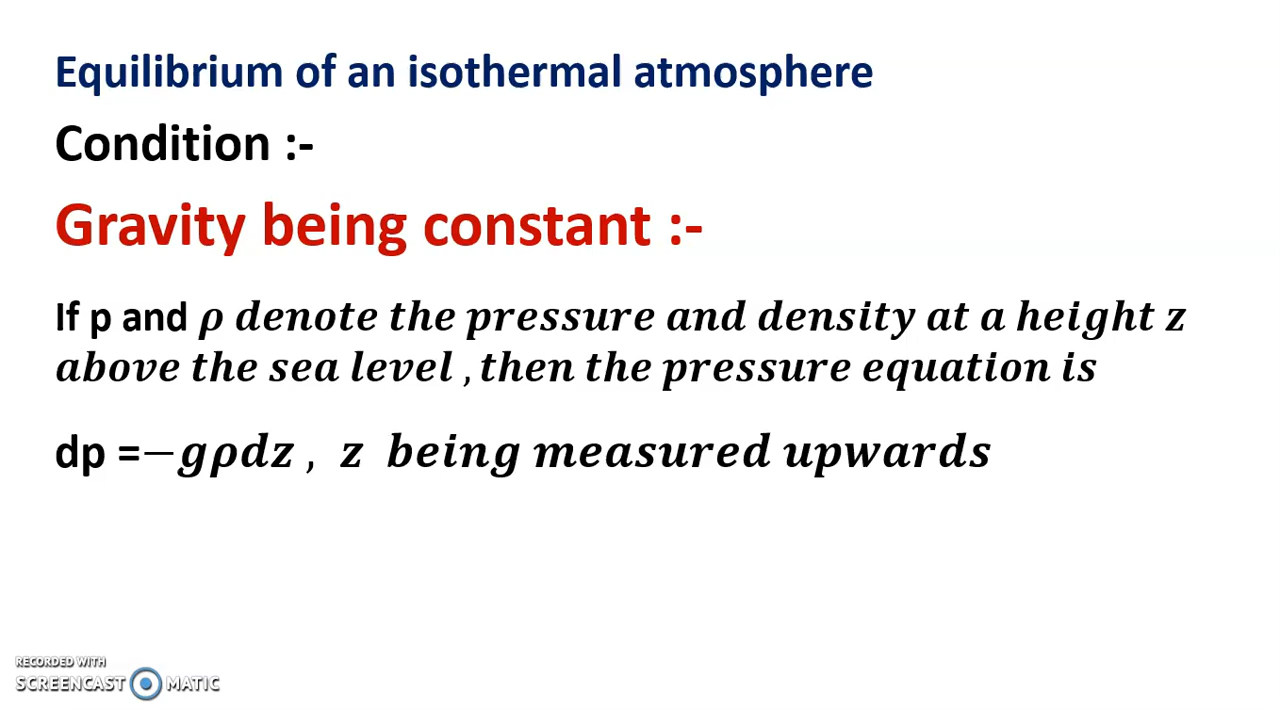 Equilibrium of an isothermal atmosphere
Condition :-
Gravity being constant :-
If p and ρ denote the pressure and density at a height z
above the sea level , then the pressure equation is
dp =−gρdz , z being measured upwards
RECORDED WITH
SCREENCAST MATIC